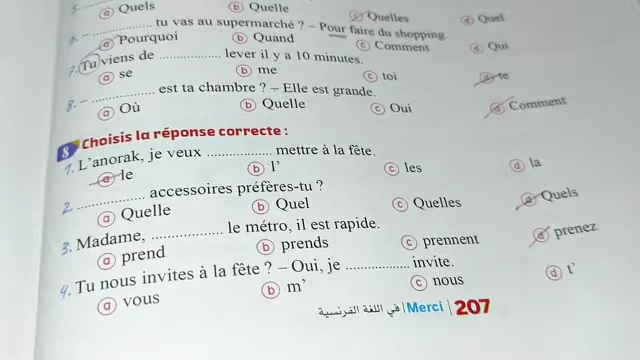 5- ..................
ⓐ Quels ⓑ Quelle ⓒ Quelles ⓓ Quel
6. - .................. tu vas au supermarché ? – Pour faire du shopping.
ⓐ Pourquoi ⓑ Quand ⓒ Comment ⓓ Qui
7. Tu viens de .................. lever il y a 10 minutes.
ⓐ se ⓑ me ⓒ toi ⓓ te
8. - .................. est ta chambre ? – Elle est grande.
ⓐ Où ⓑ Quelle ⓒ Oui ⓓ Comment
8 Choisis la réponse correcte :
1. L'anorak, je veux .................. mettre à la fête.
ⓐ le ⓑ l' ⓒ les ⓓ la
2. .................. accessoires préfères-tu ?
ⓐ Quelle ⓑ Quel ⓒ Quelles ⓓ Quels
3. Madame, .................. le métro, il est rapide.
ⓐ prend ⓑ prends ⓒ prennent ⓓ prenez
4. Tu nous invites à la fête ? – Oui, je .................. invite.
ⓐ vous ⓑ m' ⓒ nous ⓓ t'
في اللغة الفرنسية | Merci | 207